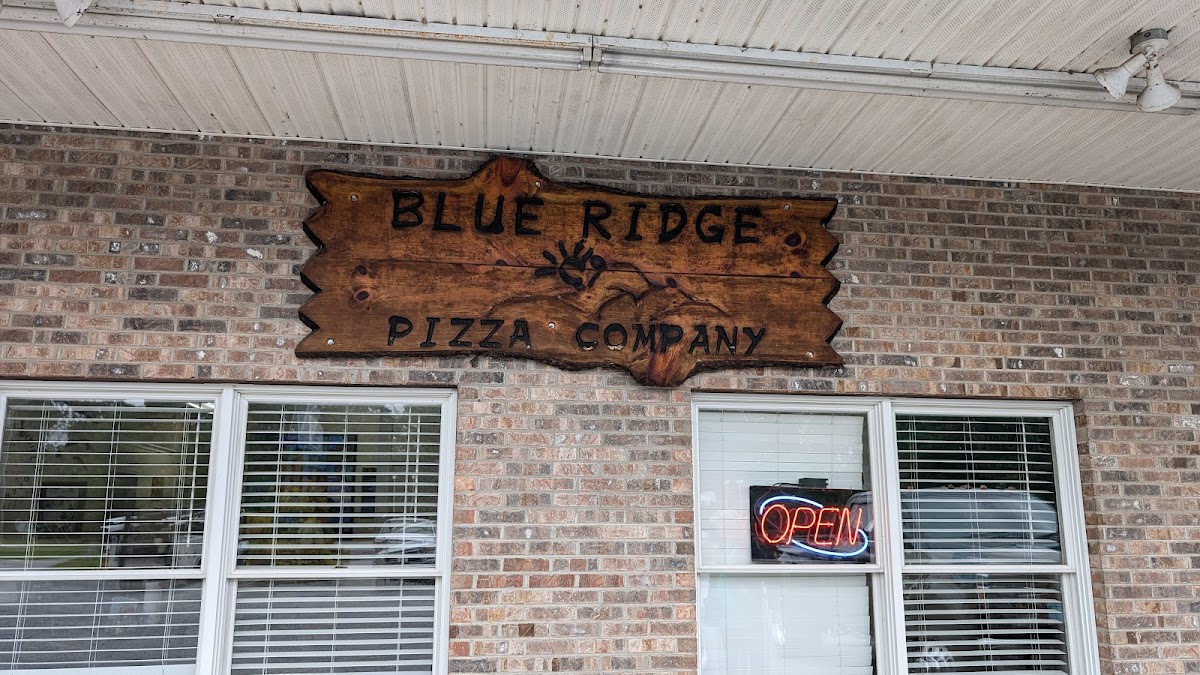 BLUE RIDGE
PIZZA COMPANY
OPEN